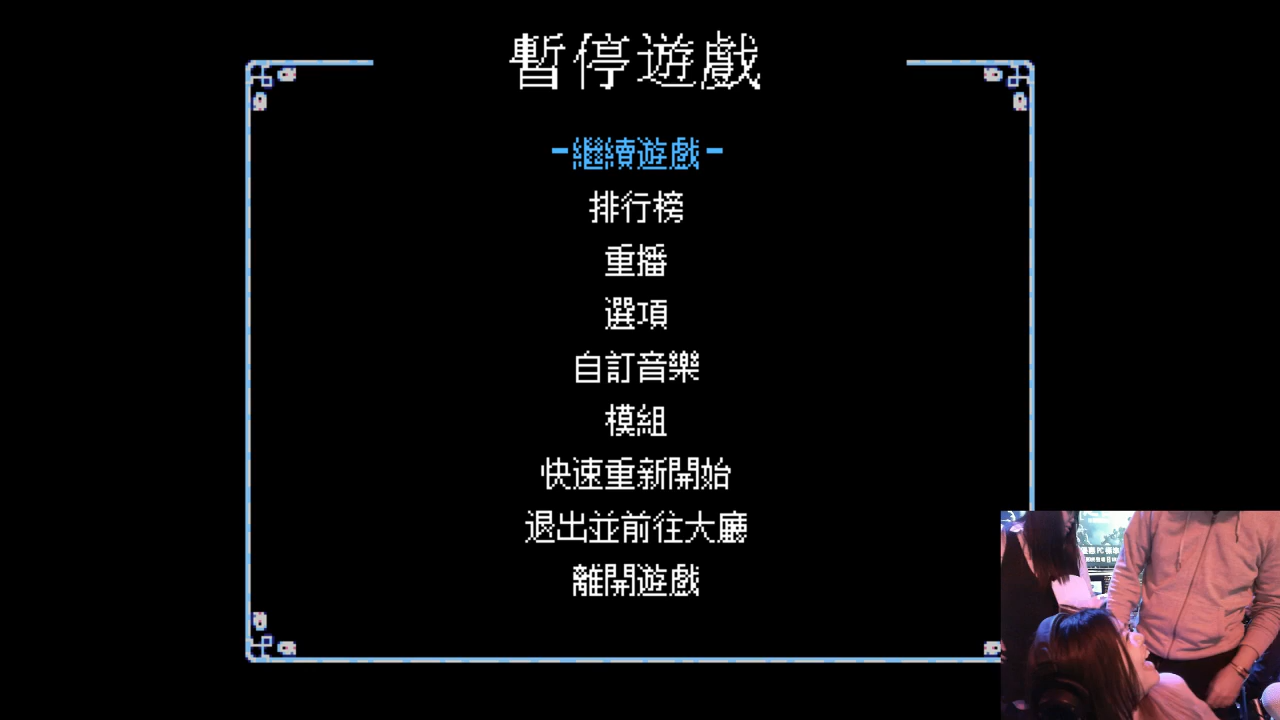 暫停遊戲
-繼續遊戲-
排行榜
重播
選項
自訂音樂
模組
快速重新開始
退出並前往大廳
離開遊戲